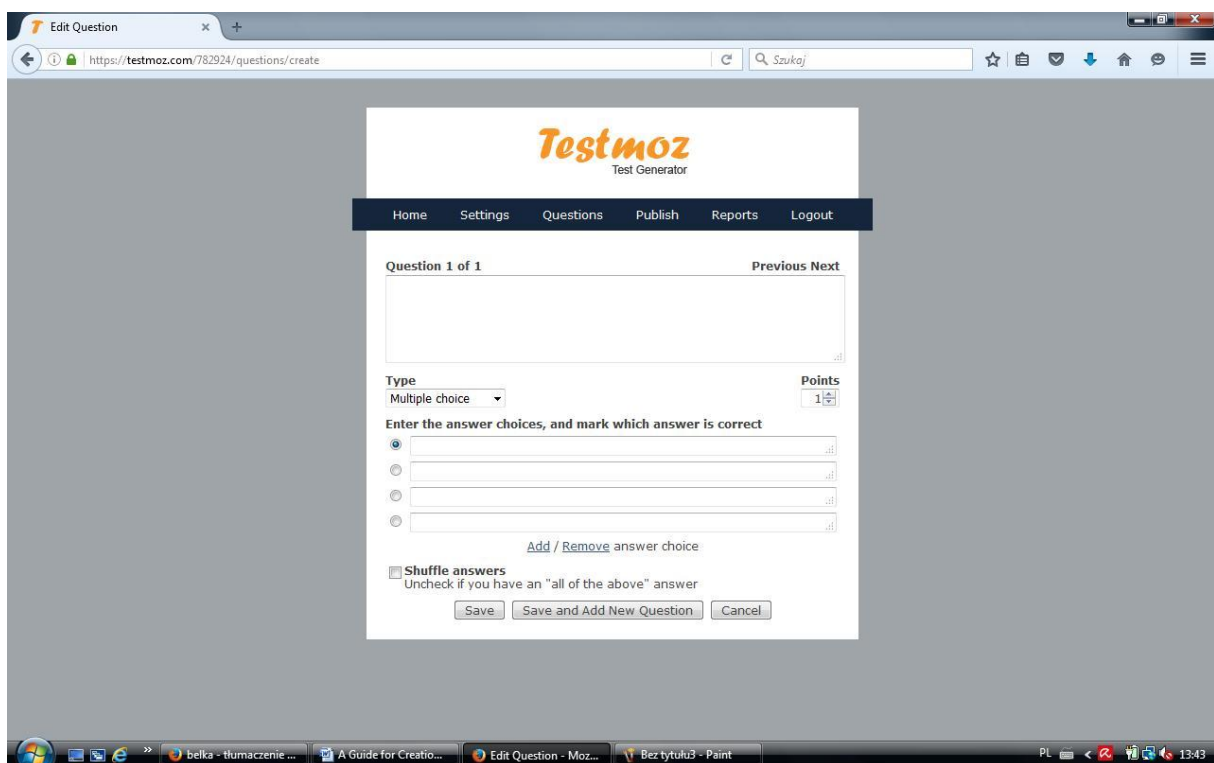 Edit Question
https://testmoz.com/782924/questions/create
Szukaj
Testmoz
Test Generator
Home Settings Questions Publish Reports Logout
Question 1 of 1 Previous Next
Type Points
Multiple choice 1
Enter the answer choices, and mark which answer is correct
Add / Remove answer choice
Shuffle answers
Uncheck if you have an "all of the above" answer
Save Save and Add New Question Cancel
belka - tłumaczenie ... A Guide for Creatio... Edit Question - Moz... Bez tytułu3 - Paint PL 13:43